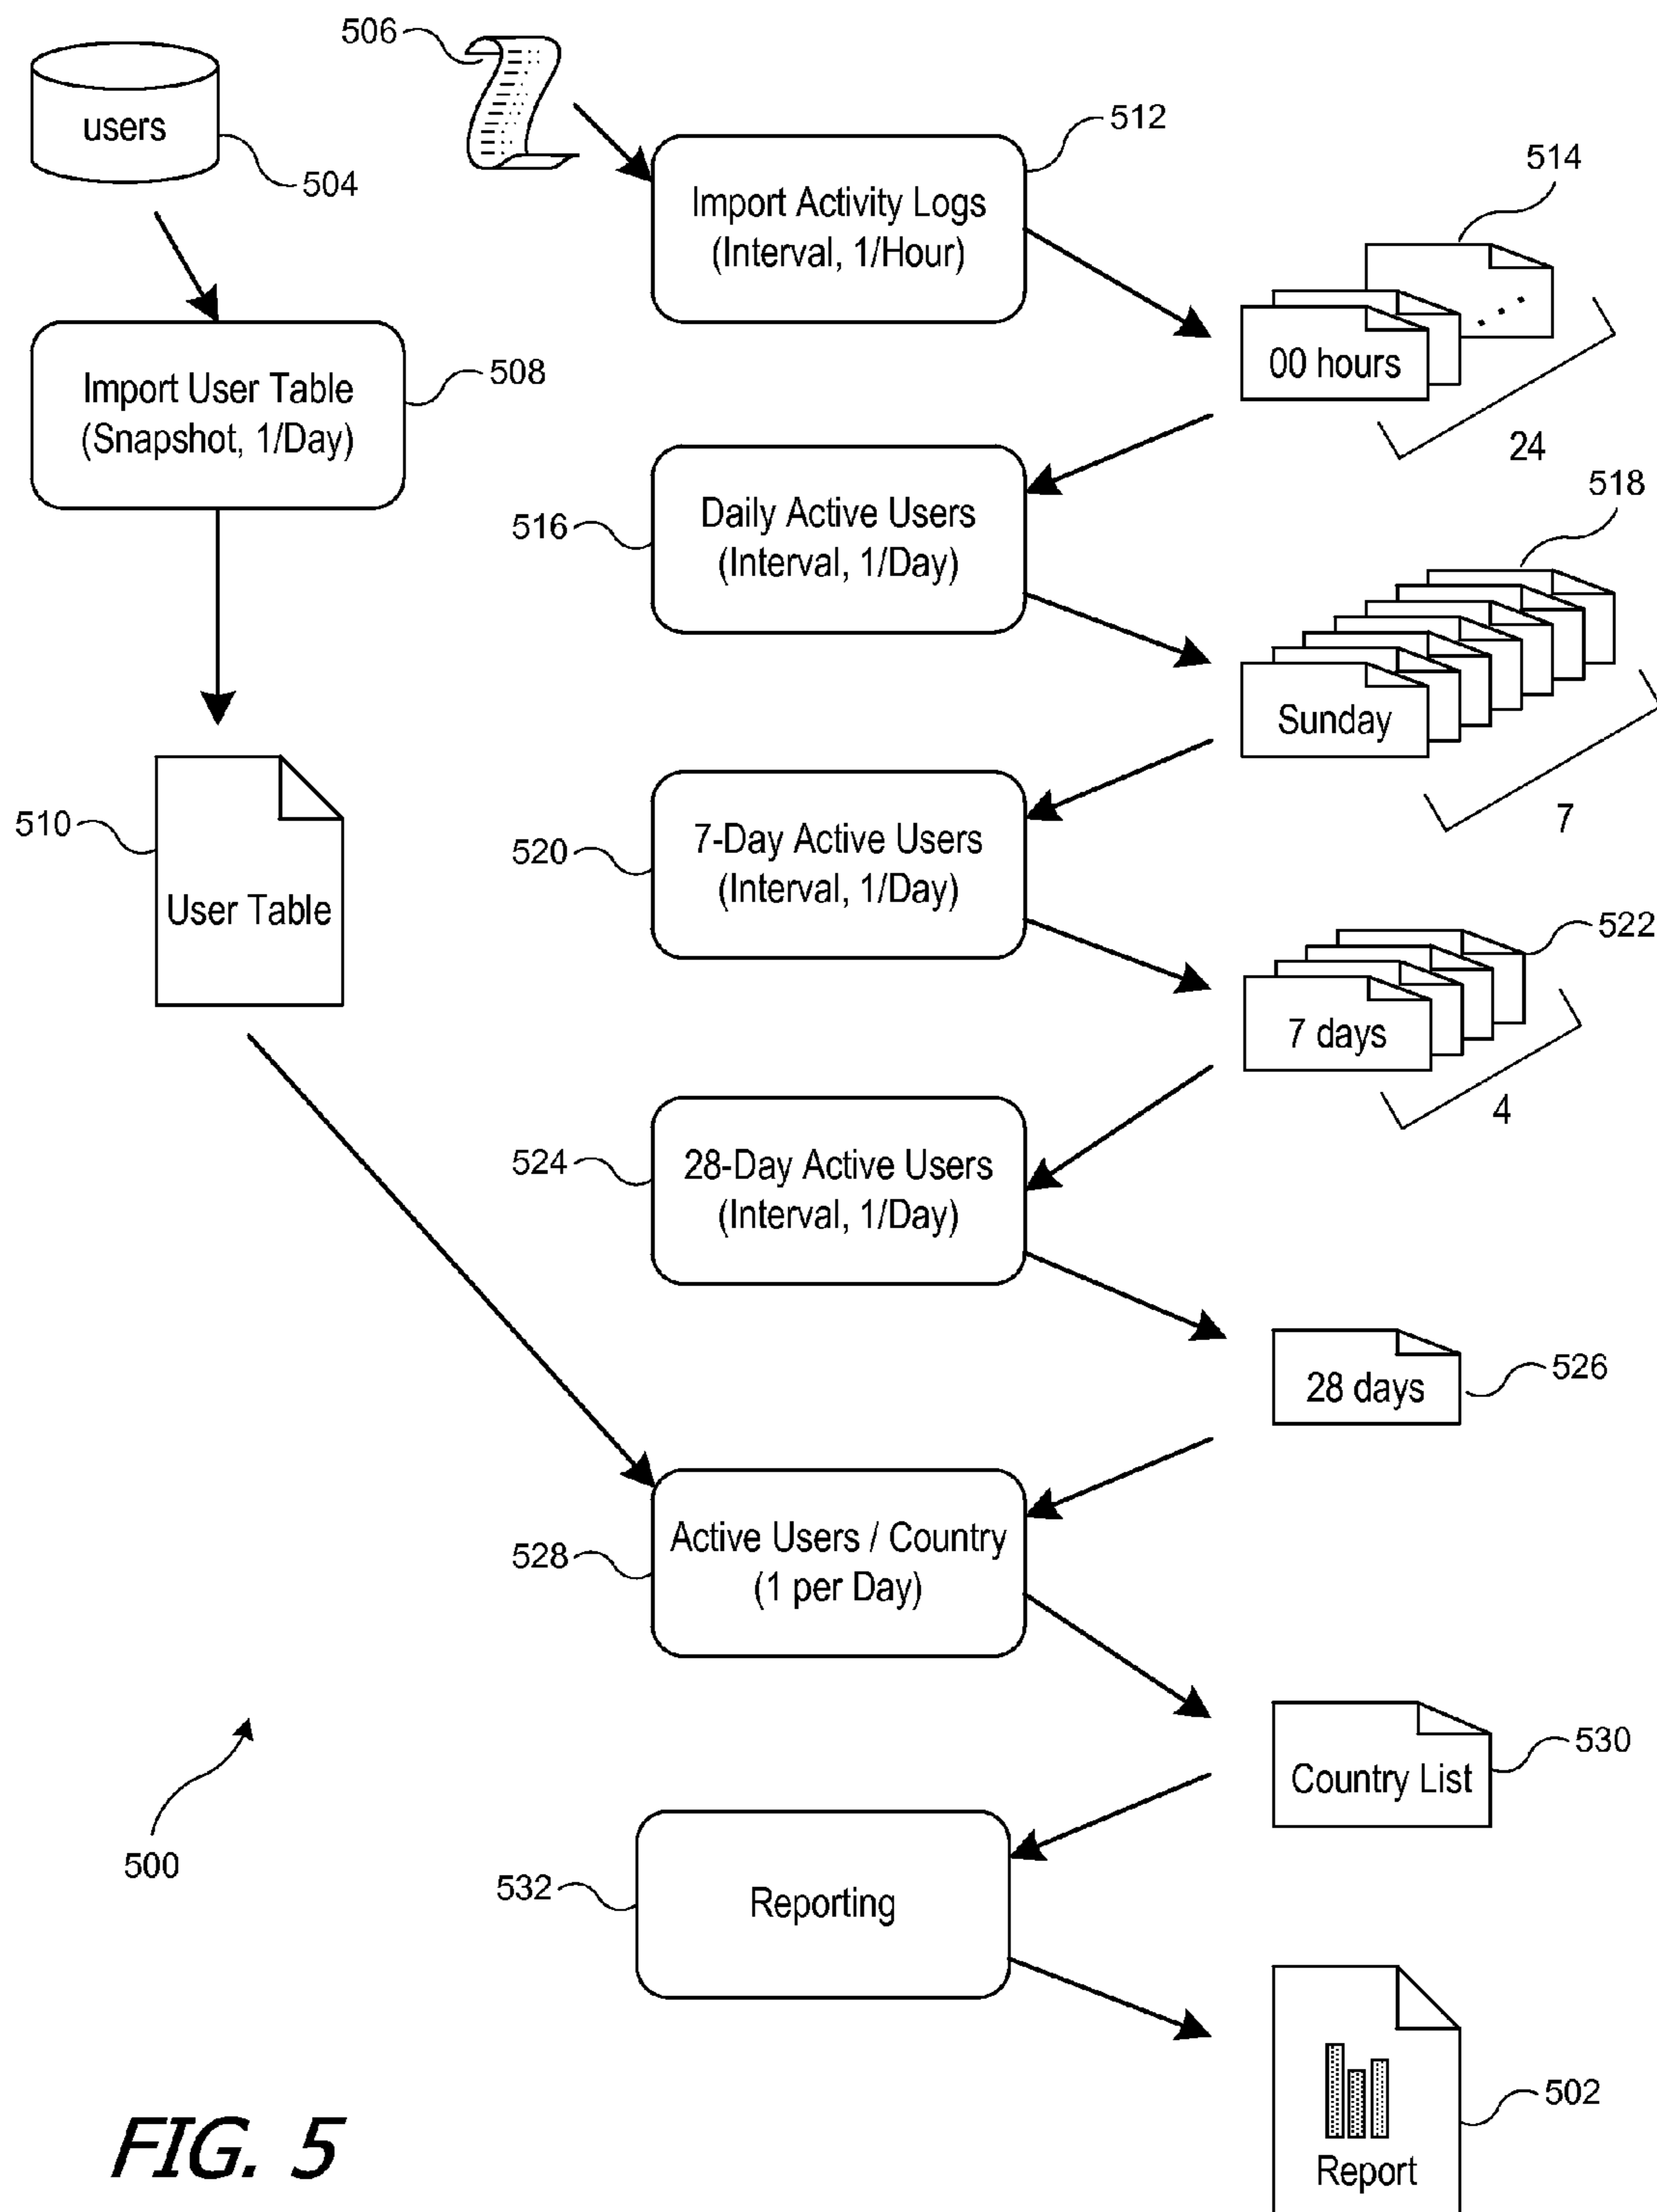 506
users
504
512
Import Activity Logs
(Interval, 1/Hour)
514
00 hours
24
Import User Table
(Snapshot, 1/Day)
508
516
Daily Active Users
(Interval, 1/Day)
518
Sunday
7
510
User Table
520
7-Day Active Users
(Interval, 1/Day)
522
7 days
4
524
28-Day Active Users
(Interval, 1/Day)
526
28 days
528
Active Users / Country
(1 per Day)
530
Country List
500
532
Reporting
502
Report
FIG. 5